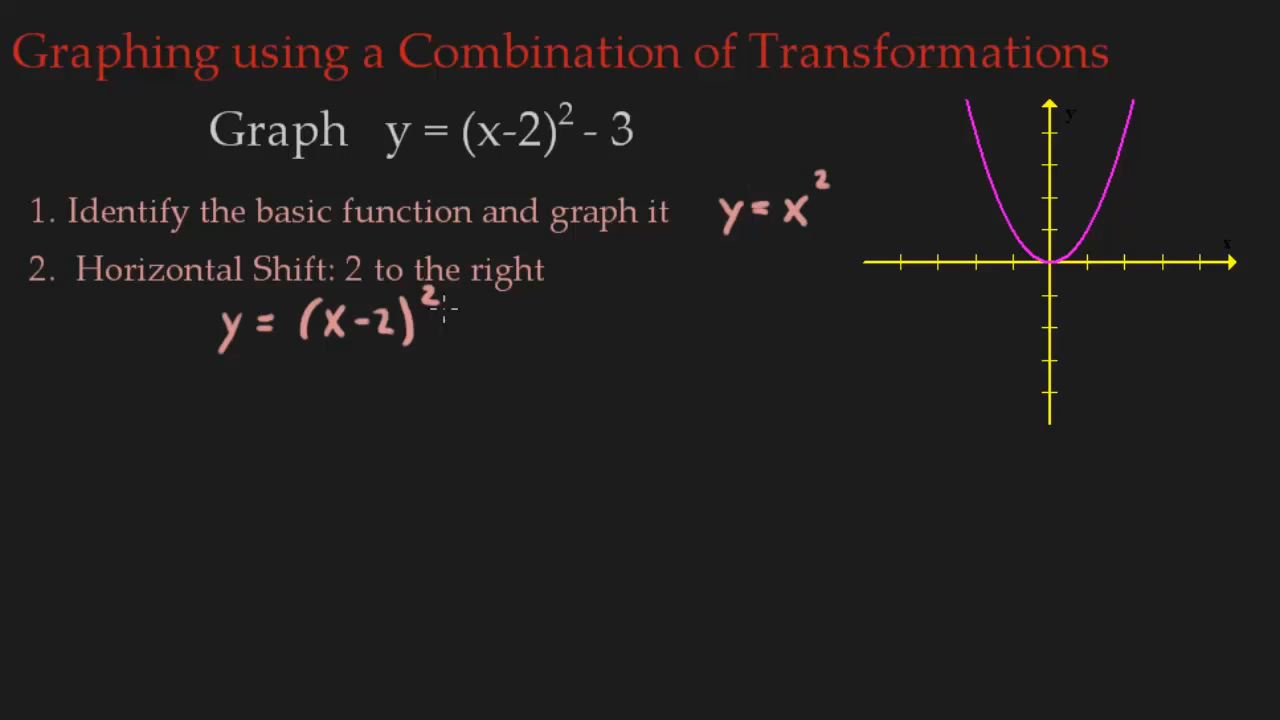 Graphing using a Combination of Transformations
Graph y = (x-2)² - 3
1. Identify the basic function and graph it y = x²
2. Horizontal Shift: 2 to the right
y = (x-2)²
y
x